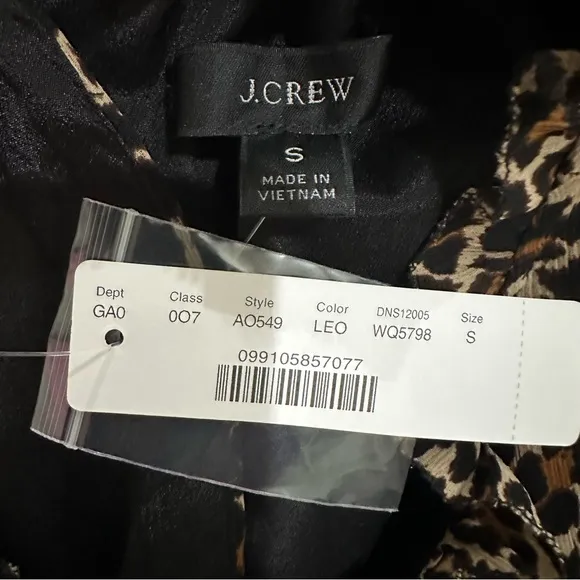 J.CREW
S
MADE IN
VIETNAM
Dept Class Style Color DNS12005 Size
GA0 0O7 AO549 LEO WQ5798 S
099105857077